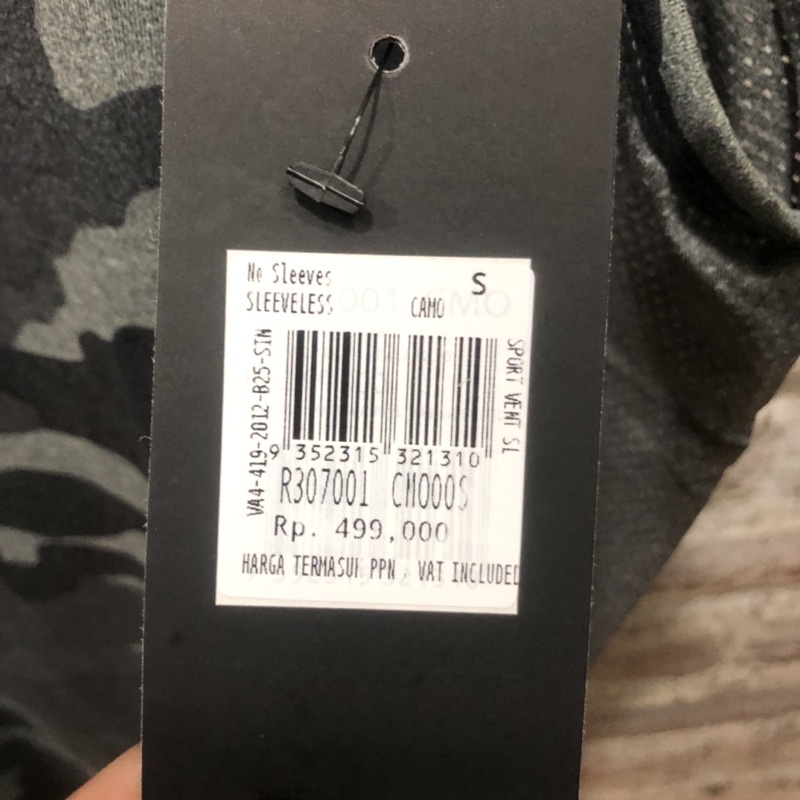 No Sleeves
S
SLEEVELESS
CAMO
VA4-419-2012-B25-SIN
SPORT VENT SL
9 352315 321310
R307001 CM000S
Rp. 499,000
HARGA TERMASUK PPN / VAT INCLUDED